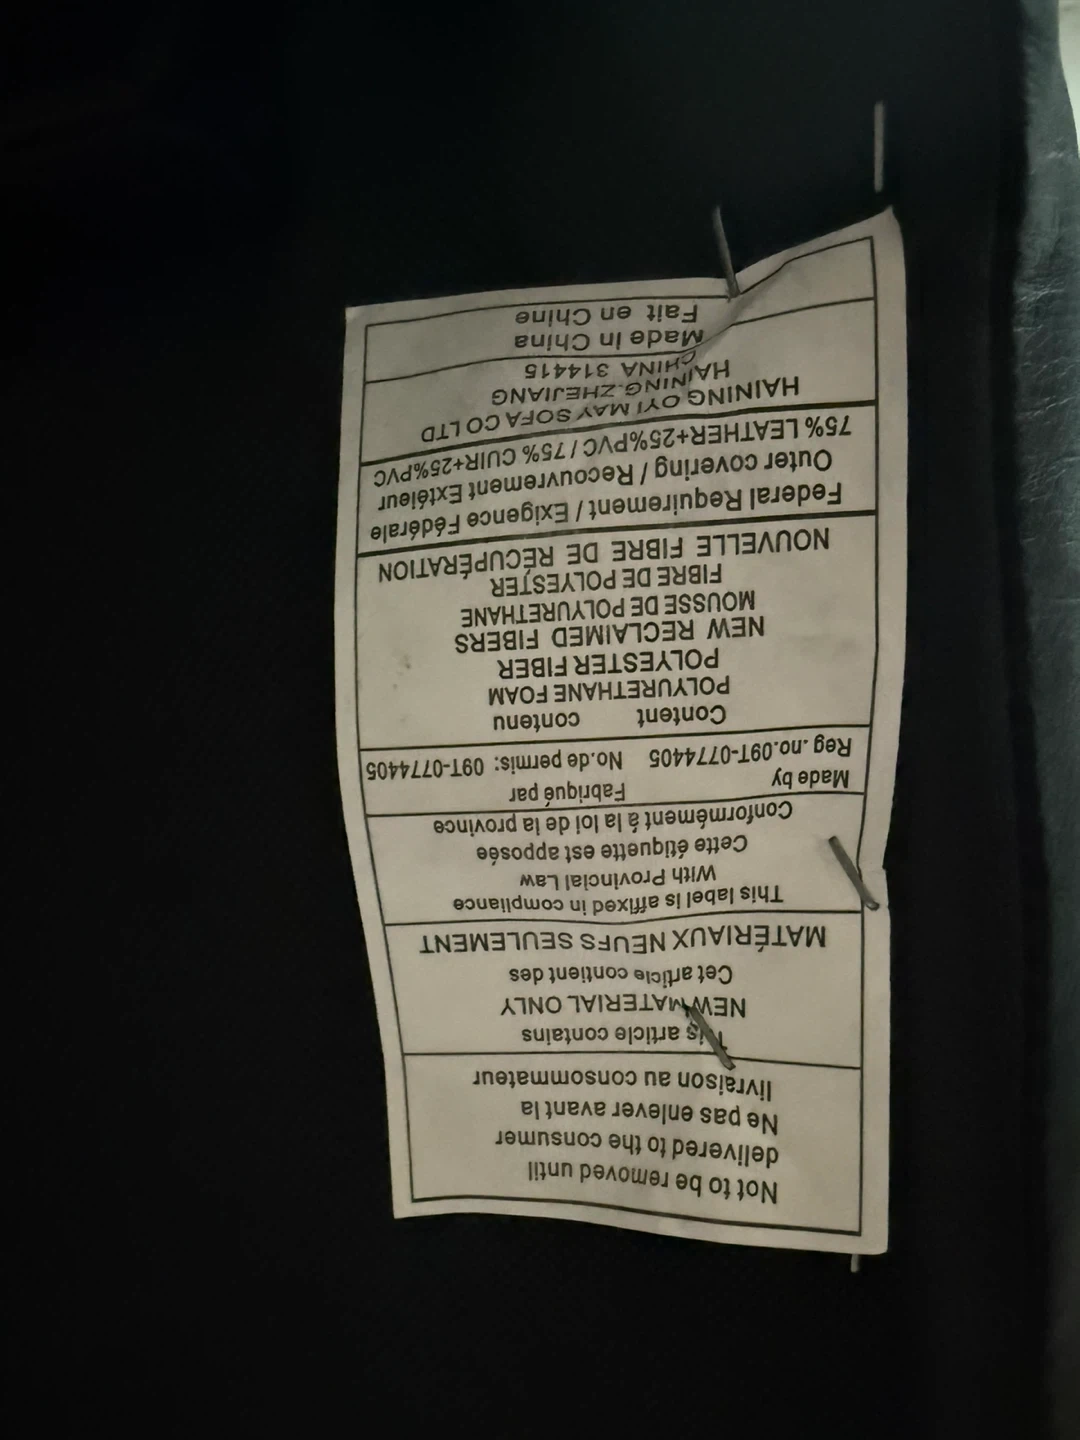 Not to be removed until
delivered to the consumer
Ne pas enlever avant la
livraison au consommateur
This article contains
NEW MATERIAL ONLY
Cet article contient des
MATÉRIAUX NEUFS SEULEMENT
This label is affixed in compliance
With Provincial Law
Cette étiquette est apposée
Conformément á la loi de la province
Made by Fabriqué par
Reg .no.09T-0774405 No.de permis: 09T-0774405
Content contenu
POLYURETHANE FOAM
POLYESTER FIBER
NEW RECLAIMED FIBERS
MOUSSE DE POLYURETHANE
FIBRE DE POLYESTER
NOUVELLE FIBRE DE RÉCUPÉRATION
Federal Requirement / Exigence Fédérale
Outer covering / Recouvrement Extéieur
75% LEATHER+25%PVC / 75% CUIR+25%PVC
HAINING OYI MAY SOFA CO LTD
HAINING.ZHEJIANG
CHINA 314415
Made in China
Fait en Chine